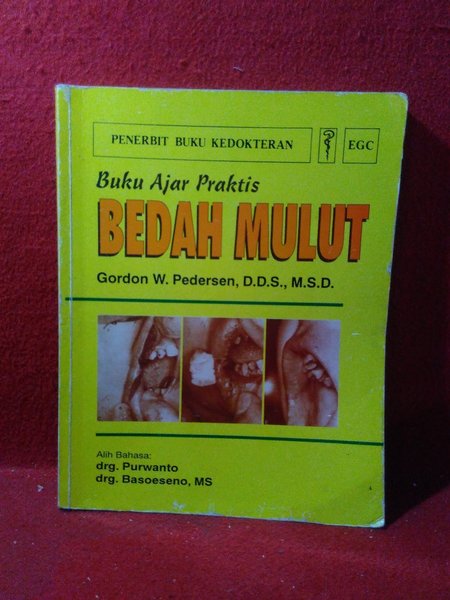 PENERBIT BUKU KEDOKTERAN
EGC
Buku Ajar Praktis
BEDAH MULUT
Gordon W. Pedersen, D.D.S., M.S.D.
Alih Bahasa:
drg. Purwanto
drg. Basoeseno, MS